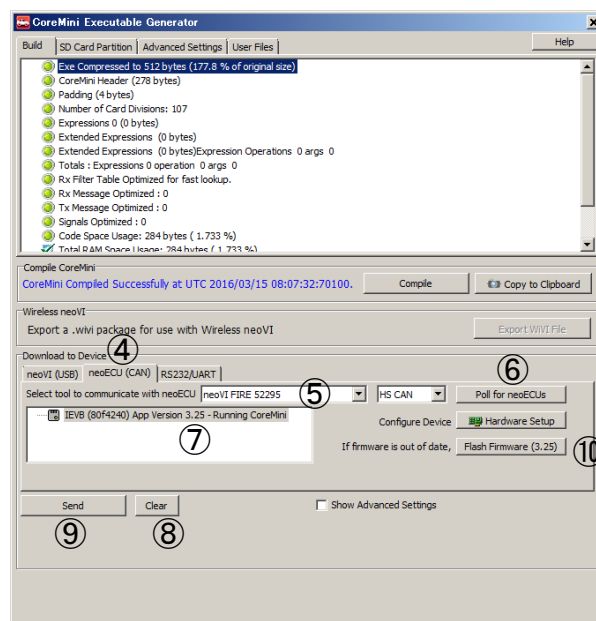 CoreMini Executable Generator
Build SD Card Partition Advanced Settings User Files Help
Exe Compressed to 512 bytes (177.8 % of original size)
CoreMini Header (278 bytes)
Padding (4 bytes)
Number of Card Divisions: 107
Expressions 0 (0 bytes)
Extended Expressions  (0 bytes)
Extended Expressions  (0 bytes)Expression Operations  0 args  0
Totals : Expressions 0 operation  0 args  0
Rx Filter Table Optimized for fast lookup.
Rx Message Optimized : 0
Tx Message Optimized : 0
Signals Optimized : 0
Code Space Usage: 284 bytes ( 1.733 %)
Total RAM Space Usage: 284 bytes ( 1.733 %)
Compile CoreMini
CoreMini Compiled Successfully at UTC 2016/03/15 08:07:32:70100. Compile Copy to Clipboard
Wireless neoVI
Export a .wivi package for use with Wireless neoVI Export WiVI File
④
Download to Device
⑥
neoVI (USB) neoECU (CAN) RS232/UART
Select tool to communicate with neoECU neoVI FIRE 52295 ⑤ HS CAN Poll for neoECUs
IEVB (80f4240) App Version 3.25 - Running CoreMini
Configure Device Hardware Setup
⑦
If firmware is out of date, Flash Firmware (3.25) ⑩
Send Clear Show Advanced Settings
⑨ ⑧